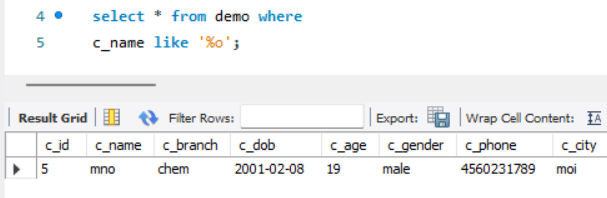 4 select * from demo where
5 c_name like '%o';
Result Grid Filter Rows: Export: Wrap Cell Content: IA
c_id c_name c_branch c_dob c_age c_gender c_phone c_city
5 mno chem 2001-02-08 19 male 4560231789 moi